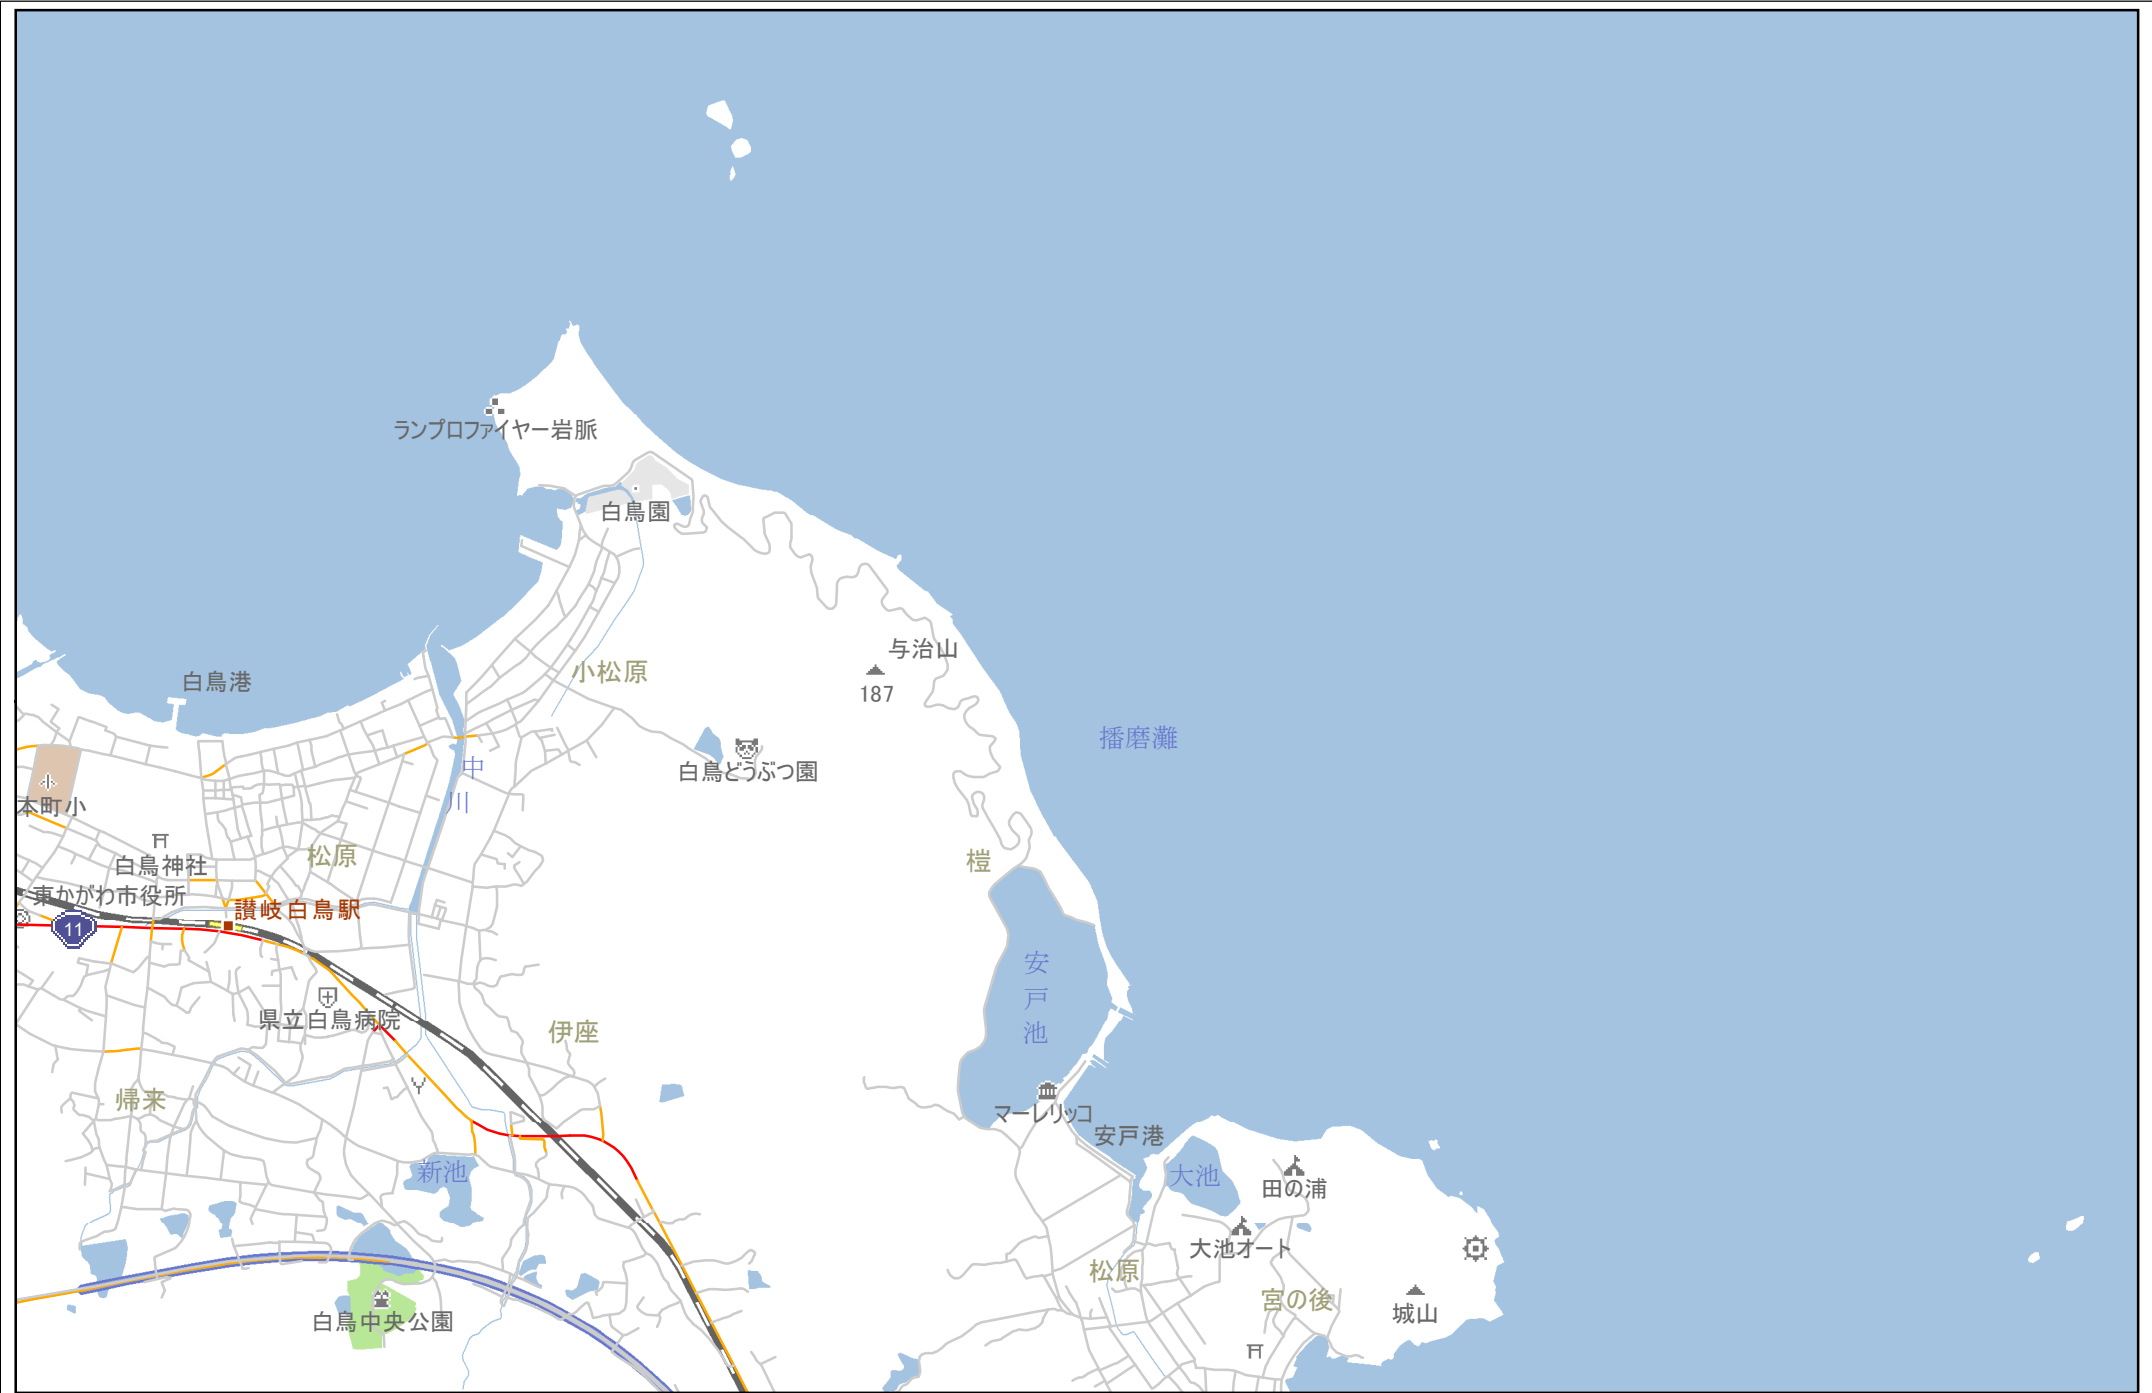 ランプロファイヤー岩脈
白鳥園
与治山
187
小松原
白鳥港
播磨灘
中川
白鳥どうぶつ園
本町小
白鳥神社
松原
榿
東かがわ市役所
讃岐白鳥駅
11
安戸池
県立白鳥病院
伊座
帰来
マーレリッコ
安戸港
新池
大池
田の浦
大池オート
松原
宮の後
城山
白鳥中央公園